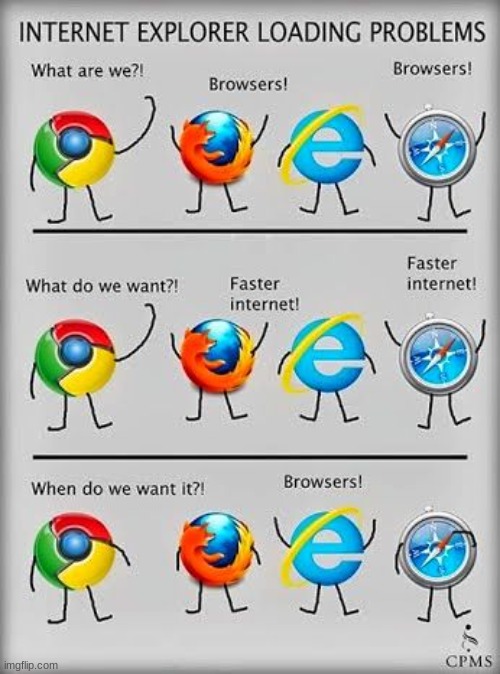 INTERNET EXPLORER LOADING PROBLEMS
What are we?!
Browsers!
Browsers!
What do we want?!
Faster
internet!
Faster
internet!
When do we want it?!
Browsers!
CPMS
imgflip.com